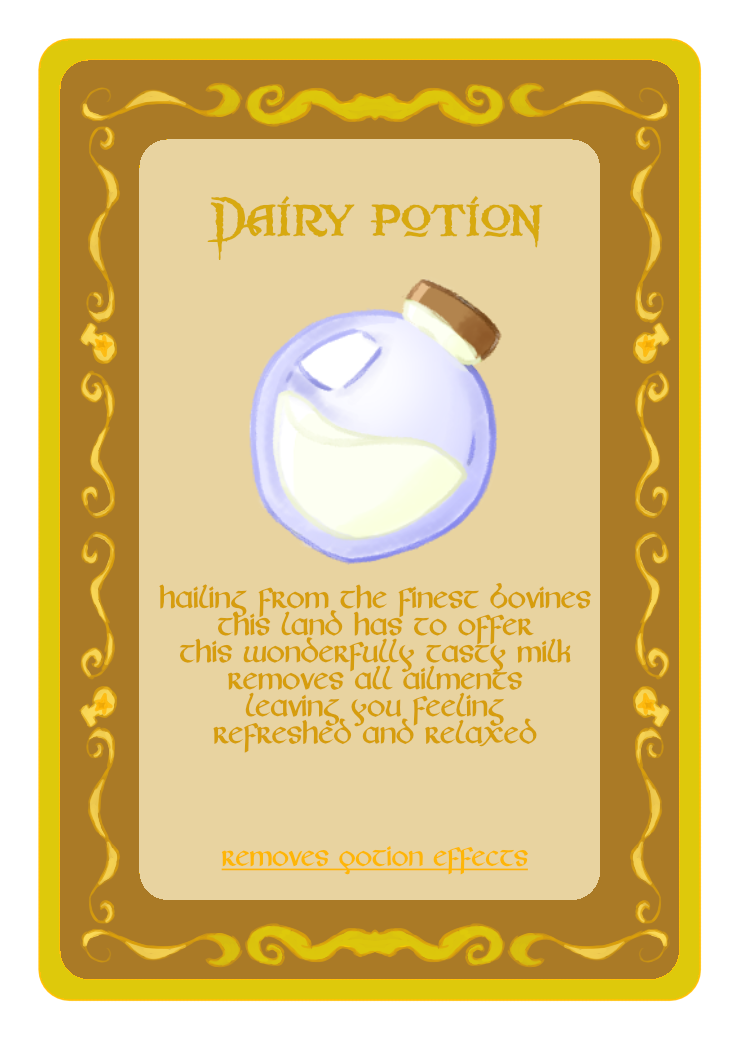 Dairy potion
hailing from the finest bovines
this land has to offer
this wonderfully tasty milk
removes all ailments
leaving you feeling
refreshed and relaxed
removes potion effects